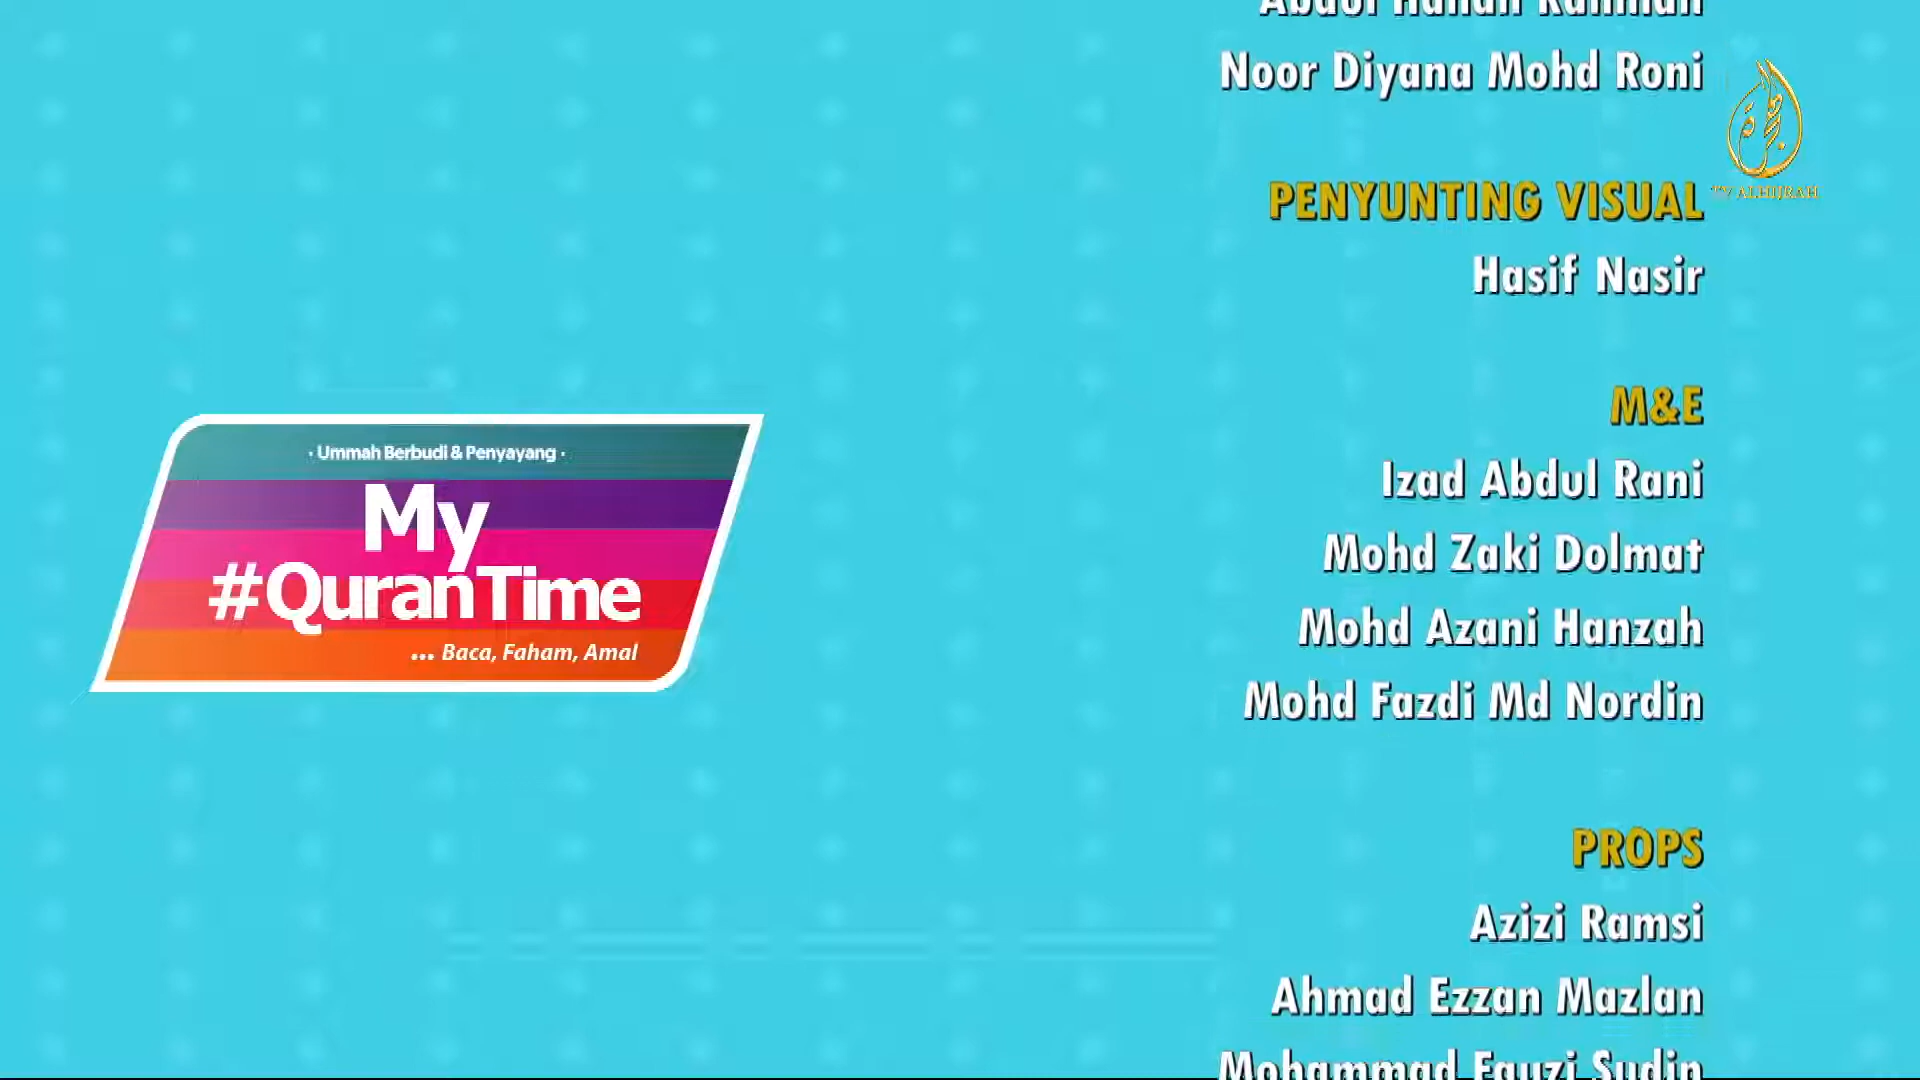 Noor Diyana Mohd Roni
TV ALHIJRAH
PENYUNTING VISUAL
Hasif Nasir
M&E
Izad Abdul Rani
Mohd Zaki Dolmat
Mohd Azani Hanzah
Mohd Fazdi Md Nordin
PROPS
Azizi Ramsi
Ahmad Ezzan Mazlan
Mohammad Fauzi Sudin
· Ummah Berbudi & Penyayang ·
My
#QuranTime
... Baca, Faham, Amal